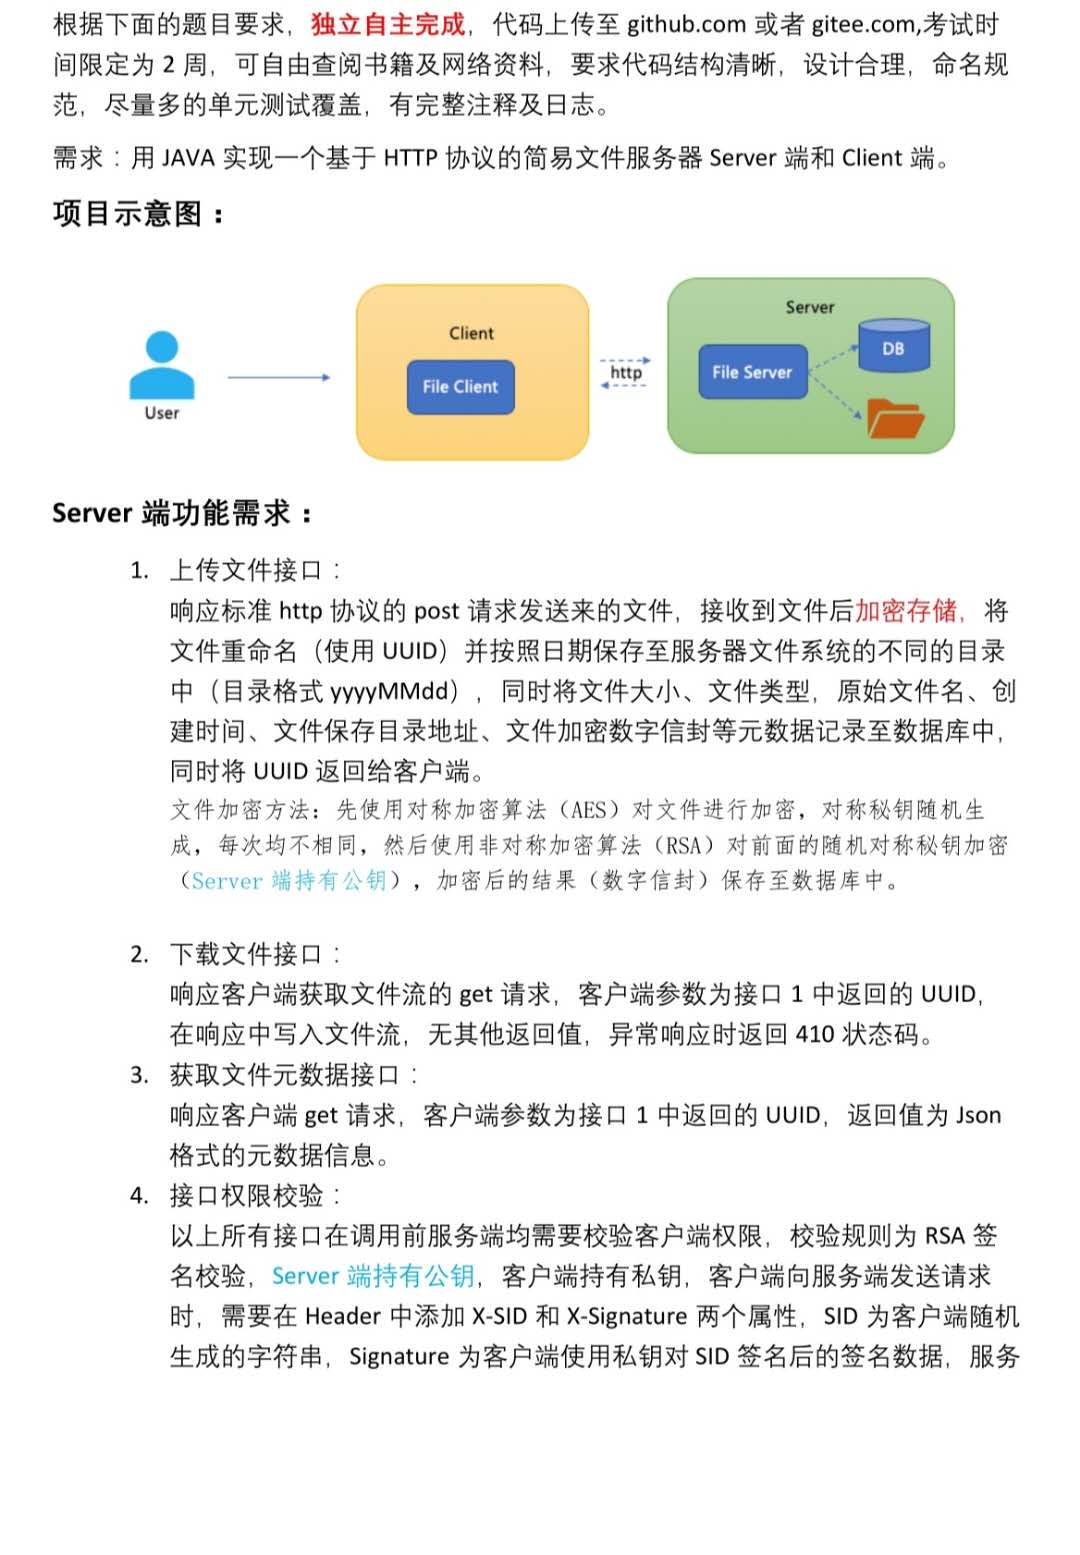 根据下面的题目要求，独立自主完成，代码上传至 github.com 或者 gitee.com,考试时
间限定为 2 周，可自由查阅书籍及网络资料，要求代码结构清晰，设计合理，命名规
范，尽量多的单元测试覆盖，有完整注释及日志。
需求：用 JAVA 实现一个基于 HTTP 协议的简易文件服务器 Server 端和 Client 端。
项目示意图：
Server
Client
DB
http
File Server
File Client
User
Server 端功能需求：
1. 上传文件接口：
响应标准 http 协议的 post 请求发送来的文件，接收到文件后加密存储，将
文件重命名（使用 UUID）并按照日期保存至服务器文件系统的不同的目录
中（目录格式 yyyyMMdd），同时将文件大小、文件类型，原始文件名、创
建时间、文件保存目录地址、文件加密数字信封等元数据记录至数据库中，
同时将 UUID 返回给客户端。
文件加密方法：先使用对称加密算法（AES）对文件进行加密，对称秘钥随机生
成，每次均不相同，然后使用非对称加密算法（RSA）对前面的随机对称秘钥加密
（Server 端持有公钥），加密后的结果（数字信封）保存至数据库中。
2. 下载文件接口：
响应客户端获取文件流的 get 请求，客户端参数为接口 1 中返回的 UUID，
在响应中写入文件流，无其他返回值，异常响应时返回 410 状态码。
3. 获取文件元数据接口：
响应客户端 get 请求，客户端参数为接口 1 中返回的 UUID，返回值为 Json
格式的元数据信息。
4. 接口权限校验：
以上所有接口在调用前服务端均需要校验客户端权限，校验规则为 RSA 签
名校验，Server 端持有公钥，客户端持有私钥，客户端向服务端发送请求
时，需要在 Header 中添加 X-SID 和 X-Signature 两个属性，SID 为客户端随机
生成的字符串，Signature 为客户端使用私钥对 SID 签名后的签名数据，服务